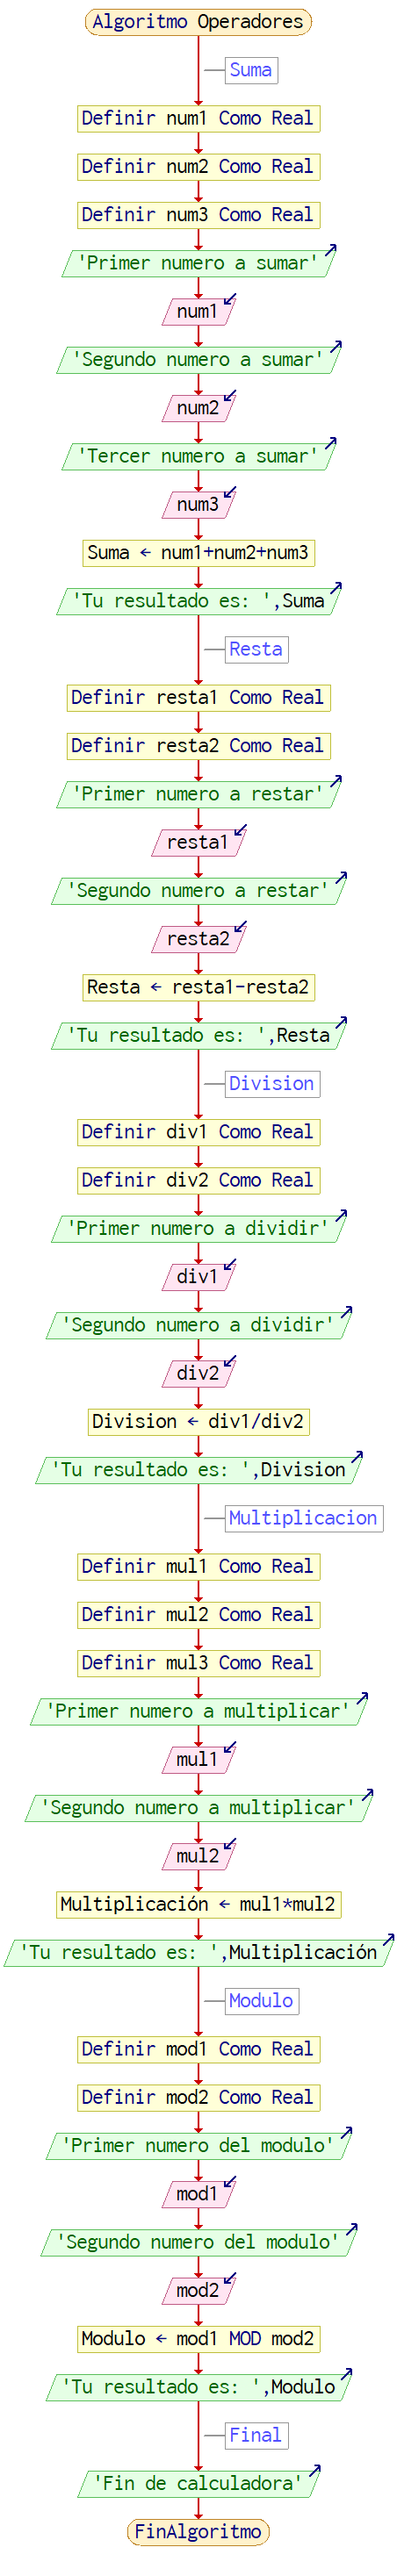 Algoritmo Operadores
Suma
Definir num1 Como Real
Definir num2 Como Real
Definir num3 Como Real
'Primer numero a sumar'
num1
'Segundo numero a sumar'
num2
'Tercer numero a sumar'
num3
Suma ← num1+num2+num3
'Tu resultado es: ',Suma
Resta
Definir resta1 Como Real
Definir resta2 Como Real
'Primer numero a restar'
resta1
'Segundo numero a restar'
resta2
Resta ← resta1-resta2
'Tu resultado es: ',Resta
Division
Definir div1 Como Real
Definir div2 Como Real
'Primer numero a dividir'
div1
'Segundo numero a dividir'
div2
Division ← div1/div2
'Tu resultado es: ',Division
Multiplicacion
Definir mul1 Como Real
Definir mul2 Como Real
Definir mul3 Como Real
'Primer numero a multiplicar'
mul1
'Segundo numero a multiplicar'
mul2
Multiplicación ← mul1*mul2
'Tu resultado es: ',Multiplicación
Modulo
Definir mod1 Como Real
Definir mod2 Como Real
'Primer numero del modulo'
mod1
'Segundo numero del modulo'
mod2
Modulo ← mod1 MOD mod2
'Tu resultado es: ',Modulo
Final
'Fin de calculadora'
FinAlgoritmo